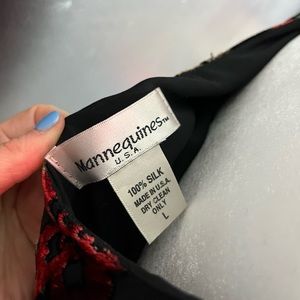 Mannequines™
U.S.A.
100% SILK
MADE IN U.S.A.
DRY CLEAN
ONLY
L